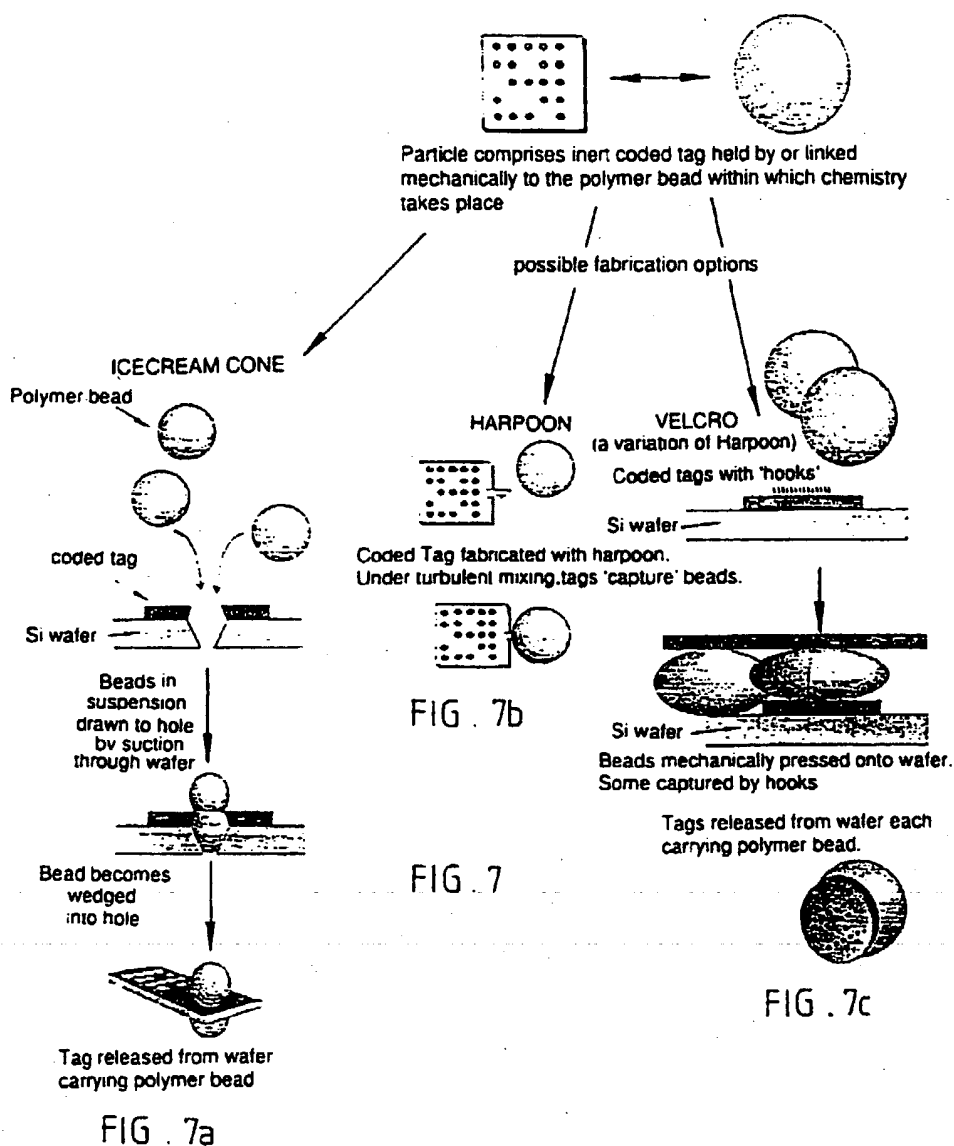 Particle comprises inert coded tag held by or linked
mechanically to the polymer bead within which chemistry
takes place
possible fabrication options
ICECREAM CONE
Polymer bead
coded tag
Si wafer
Beads in
suspension
drawn to hole
by suction
through wafer
Bead becomes
wedged
into hole
Tag released from wafer
carrying polymer bead
FIG. 7a
HARPOON
Coded Tag fabricated with harpoon.
Under turbulent mixing,tags 'capture' beads.
FIG. 7b
FIG. 7
VELCRO
(a variation of Harpoon)
Coded tags with 'hooks'
Si wafer
Si wafer
Beads mechanically pressed onto wafer.
Some captured by hooks
Tags released from wafer each
carrying polymer bead.
FIG. 7c